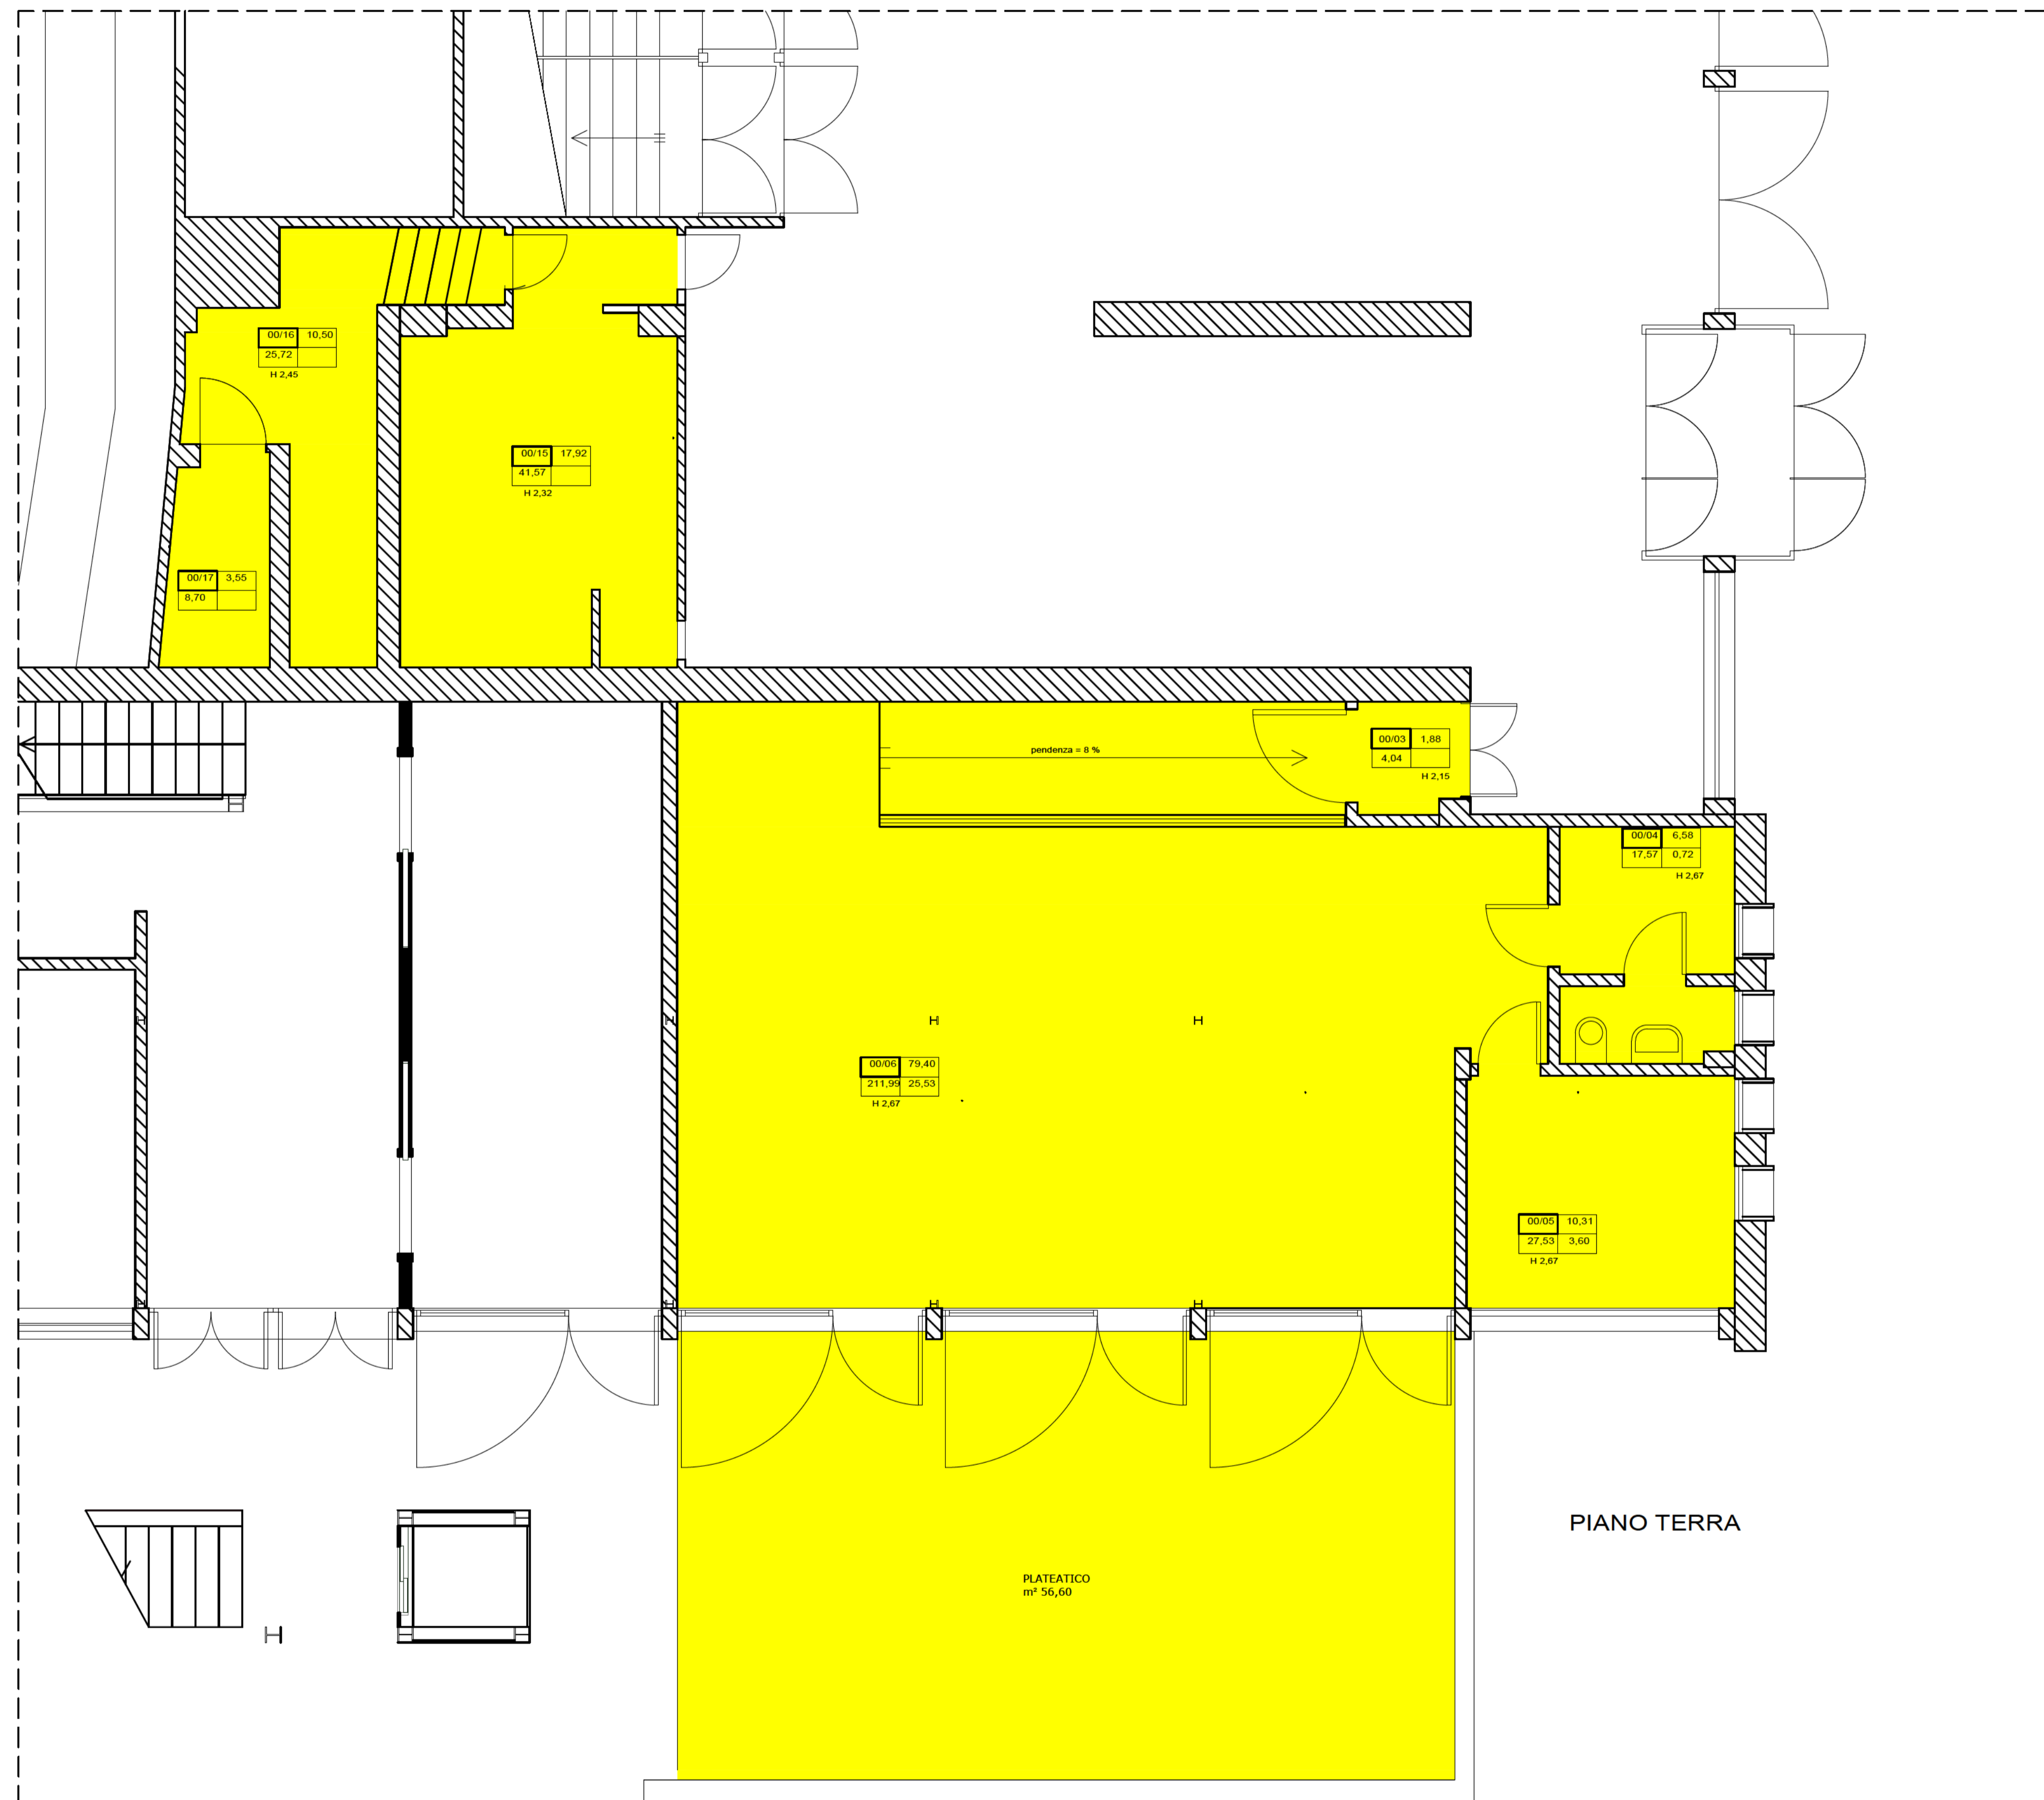 00/16 10,50
25,72
H 2,45
00/15 17,92
41,57
H 2,32
00/17 3,55
8,70
pendenza = 8 %
00/03 1,88
4,04
H 2,15
00/04 6,58
17,57 0,72
H 2,67
00/06 79,40
211,99 25,53
H 2,67
00/05 10,31
27,53 3,60
H 2,67
PIANO TERRA
PLATEATICO
m² 56,60